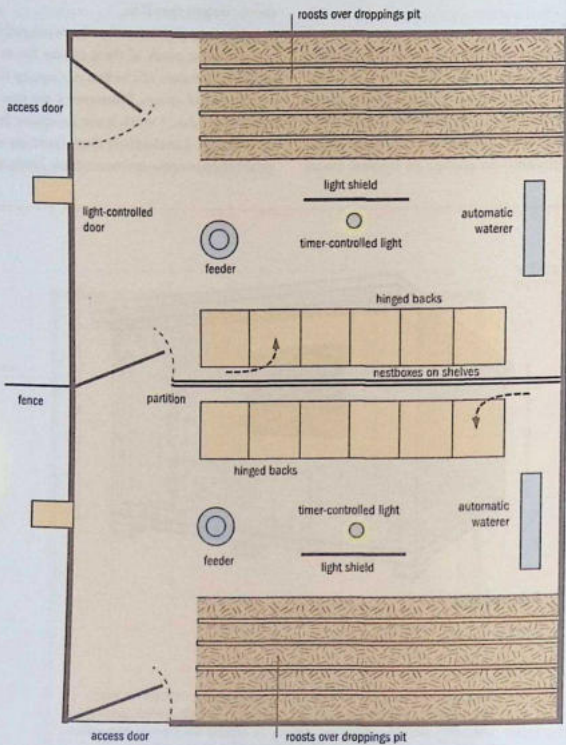 roosts over droppings pit
access door
light shield
light-controlled
door
automatic
waterer
timer-controlled light
feeder
hinged backs
nestboxes on shelves
fence
partition
hinged backs
timer-controlled light
automatic
waterer
feeder
light shield
access door
roosts over droppings pit